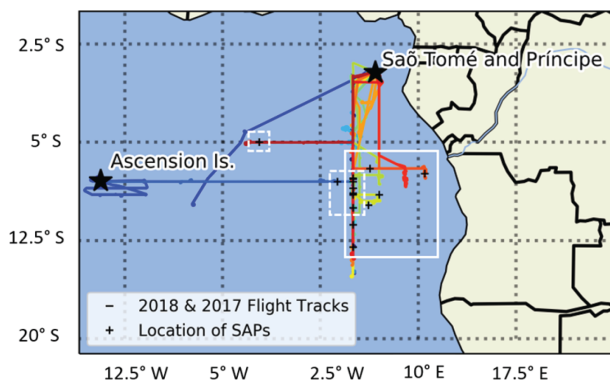 2.5° S
Saõ Tomé and Príncipe
5° S
Ascension Is.
12.5° S
2018 & 2017 Flight Tracks
Location of SAPs
20° S
12.5° W
5° W
2.5° W
10° E
17.5° E